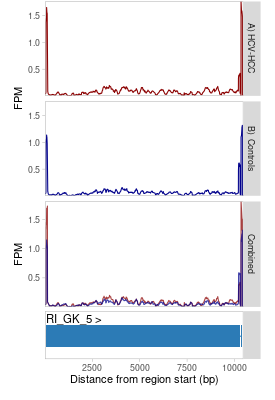 1.5
1.0
0.5
FPM
A) HCV-HCC
1.5
1.0
0.5
FPM
B) Controls
1.5
1.0
0.5
FPM
Combined
RI_GK_5 >
2500 5000 7500 10000
Distance from region start (bp)